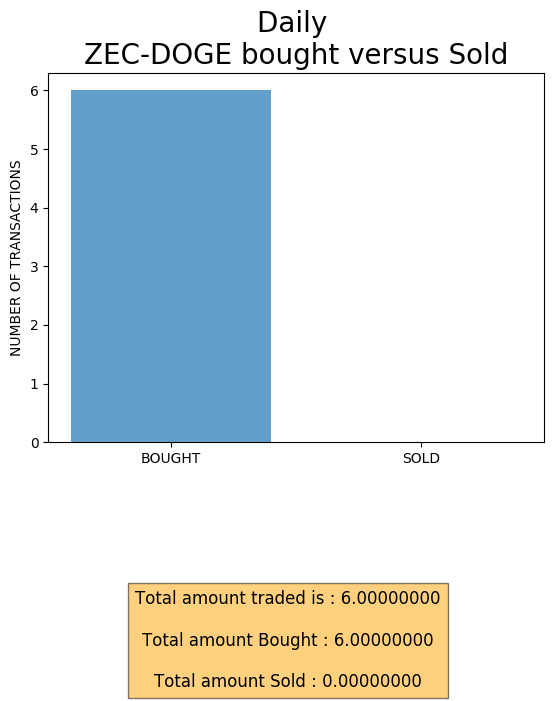 Daily
ZEC-DOGE bought versus Sold
NUMBER OF TRANSACTIONS
6
5
4
3
2
1
0
BOUGHT
SOLD
Total amount traded is : 6.00000000
Total amount Bought : 6.00000000
Total amount Sold : 0.00000000